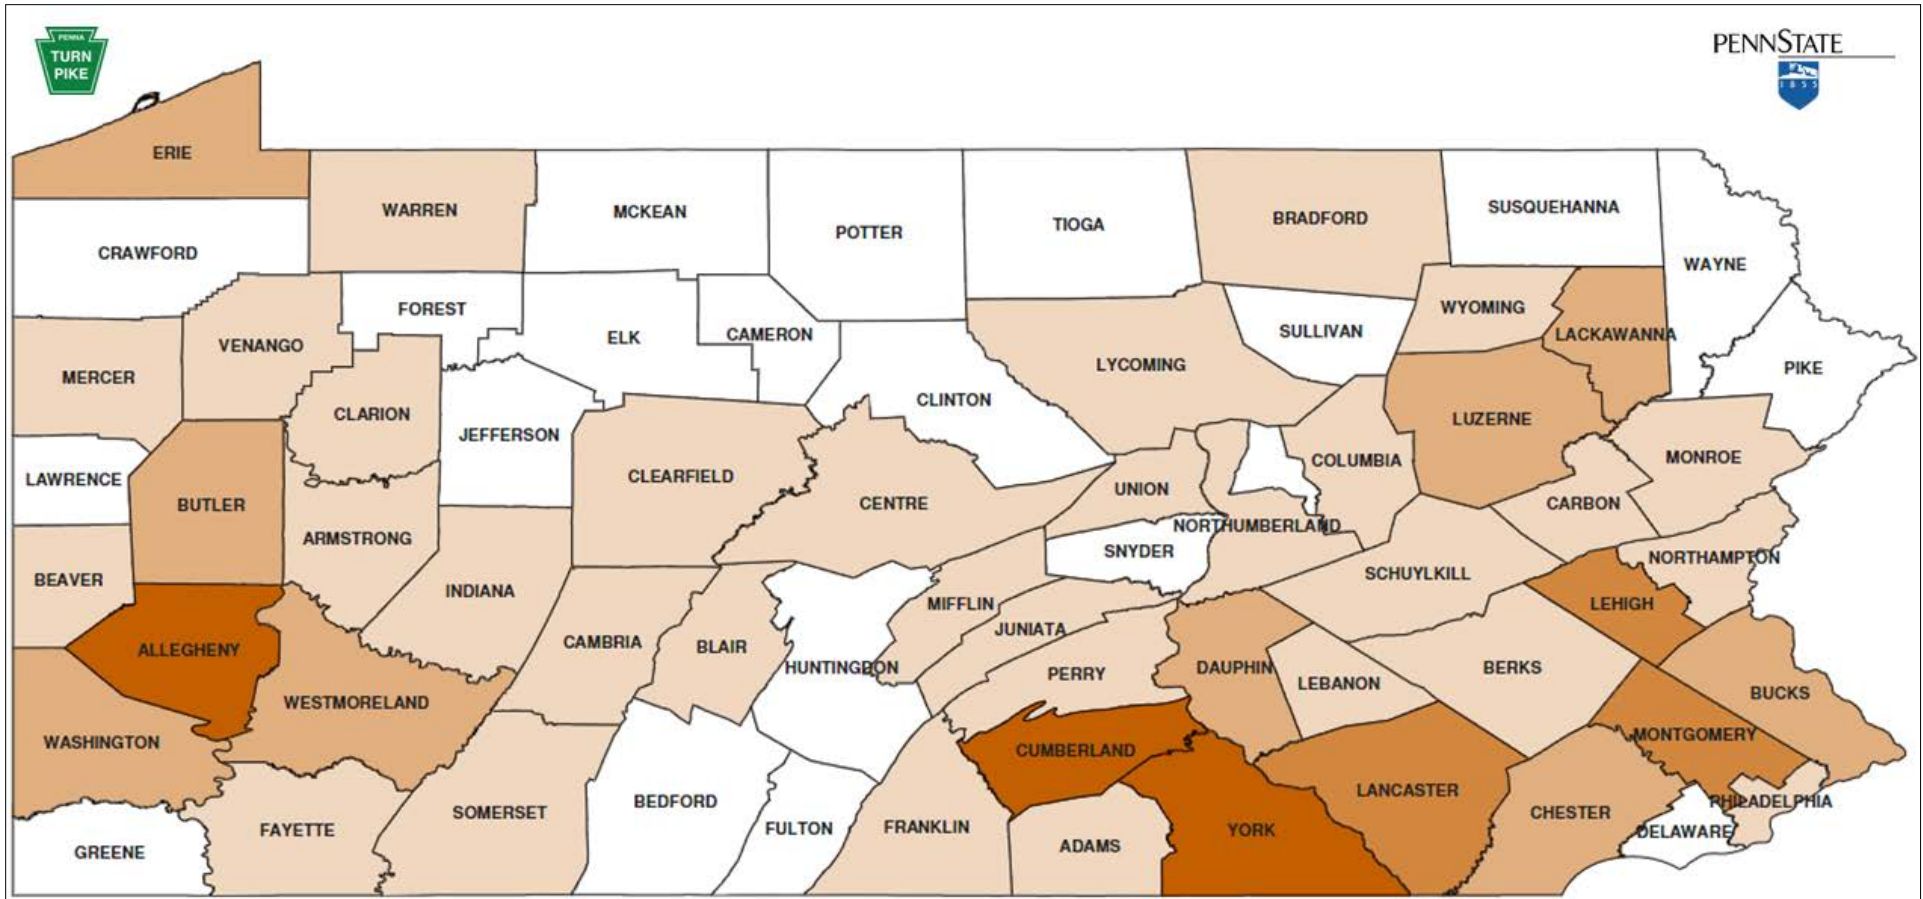 PENNA
TURN
PIKE
PENNSTATE
1855
ERIE
WARREN
MCKEAN
POTTER
TIOGA
BRADFORD
SUSQUEHANNA
WAYNE
CRAWFORD
FOREST
ELK
CAMERON
SULLIVAN
WYOMING
LACKAWANNA
PIKE
MERCER
VENANGO
CLARION
JEFFERSON
CLINTON
LYCOMING
LUZERNE
MONROE
LAWRENCE
BUTLER
ARMSTRONG
CLEARFIELD
CENTRE
UNION
COLUMBIA
CARBON
BEAVER
INDIANA
SNYDER
NORTHUMBERLAND
SCHUYLKILL
NORTHAMPTON
LEHIGH
ALLEGHENY
CAMBRIA
BLAIR
HUNTINGDON
MIFFLIN
JUNIATA
PERRY
DAUPHIN
LEBANON
BERKS
BUCKS
WASHINGTON
WESTMORELAND
CUMBERLAND
MONTGOMERY
GREENE
FAYETTE
SOMERSET
BEDFORD
FULTON
FRANKLIN
ADAMS
YORK
LANCASTER
CHESTER
PHILADELPHIA
DELAWARE